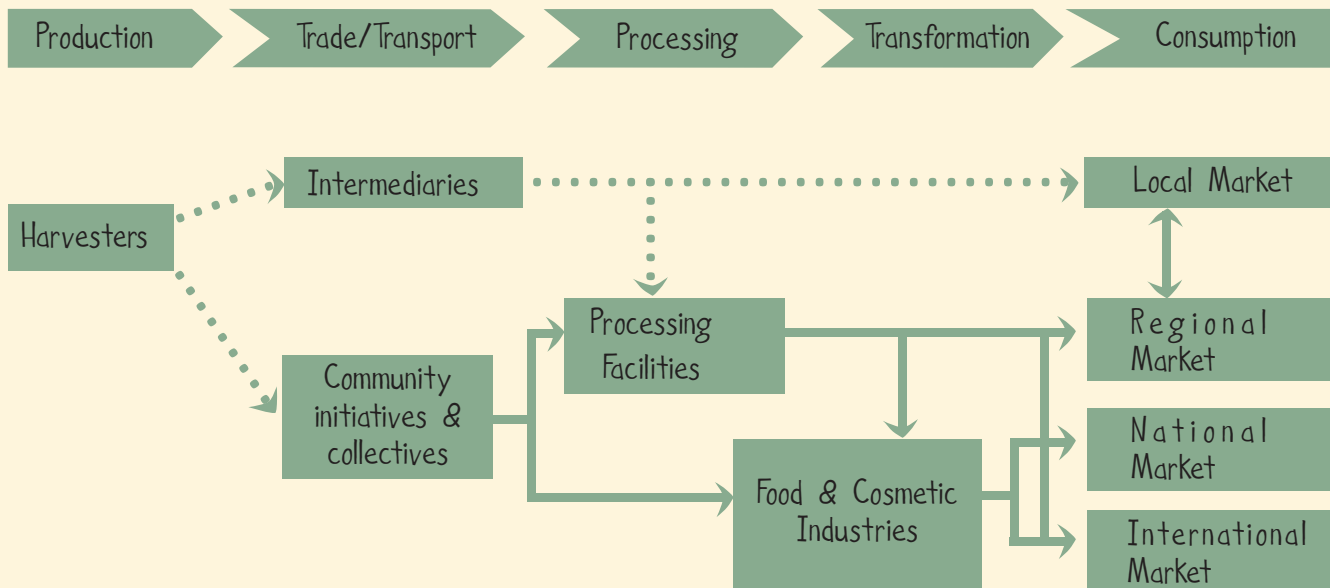 Production
Trade/Transport
Processing
Transformation
Consumption
Intermediaries
Local Market
Harvesters
Processing
Facilities
Regional
Market
Community
initiatives &
collectives
National
Market
Food & Cosmetic
Industries
International
Market